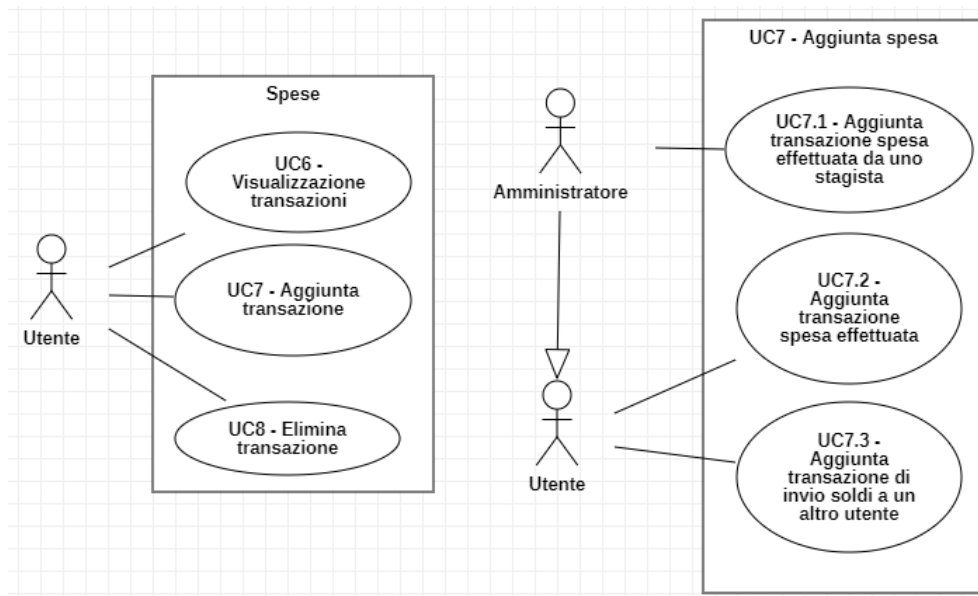 Spese
UC6 -
Visualizzazione
transazioni
UC7 - Aggiunta
transazione
UC8 - Elimina
transazione
Utente
UC7 - Aggiunta spesa
Amministratore
UC7.1 - Aggiunta
transazione spesa
effettuata da uno
stagista
UC7.2 -
Aggiunta
transazione
spesa effettuata
Utente
UC7.3 -
Aggiunta
transazione di
invio soldi a un
altro utente